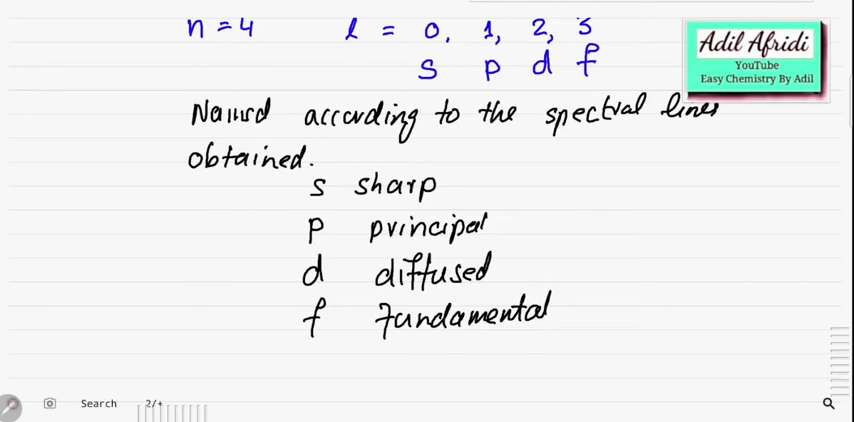 n = 4 l = 0, 1, 2, 3
s p d f
Named according to the spectral lines
obtained.
s sharp
p principal
d diffused
f fundamental
Adil Afridi
YouTube
Easy Chemistry By Adil
Search 2/+